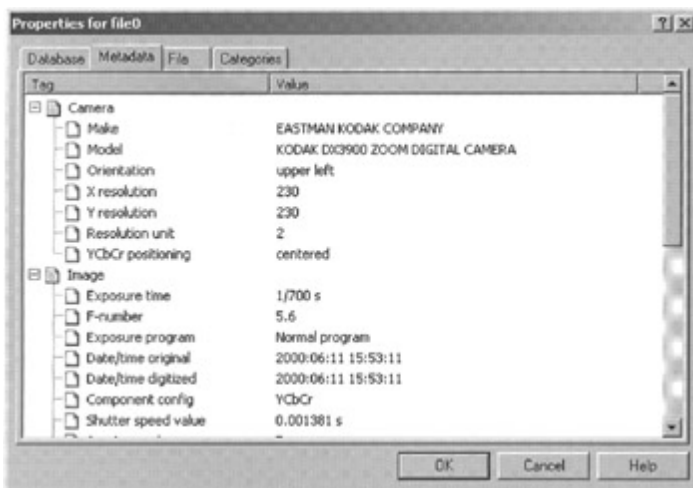 Properties for file0
Database Metadata File Categories
Tag Value
Camera
Make EASTMAN KODAK COMPANY
Model KODAK DX3900 ZOOM DIGITAL CAMERA
Orientation upper left
X resolution 230
Y resolution 230
Resolution unit 2
YCbCr positioning centered
Image
Exposure time 1/700 s
F-number 5.6
Exposure program Normal program
Date/time original 2000:06:11 15:53:11
Date/time digitized 2000:06:11 15:53:11
Component config YCbCr
Shutter speed value 0.001381 s
OK Cancel Help